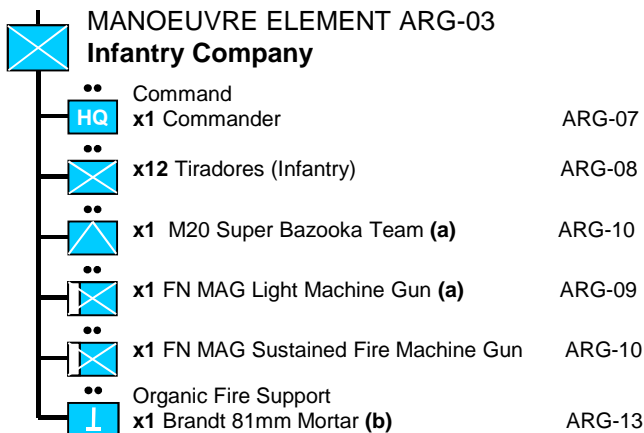 MANOEUVRE ELEMENT ARG-03
Infantry Company
Command
HQ x1 Commander ARG-07
x12 Tiradores (Infantry) ARG-08
x1 M20 Super Bazooka Team (a) ARG-10
x1 FN MAG Light Machine Gun (a) ARG-09
x1 FN MAG Sustained Fire Machine Gun ARG-10
Organic Fire Support
x1 Brandt 81mm Mortar (b) ARG-13